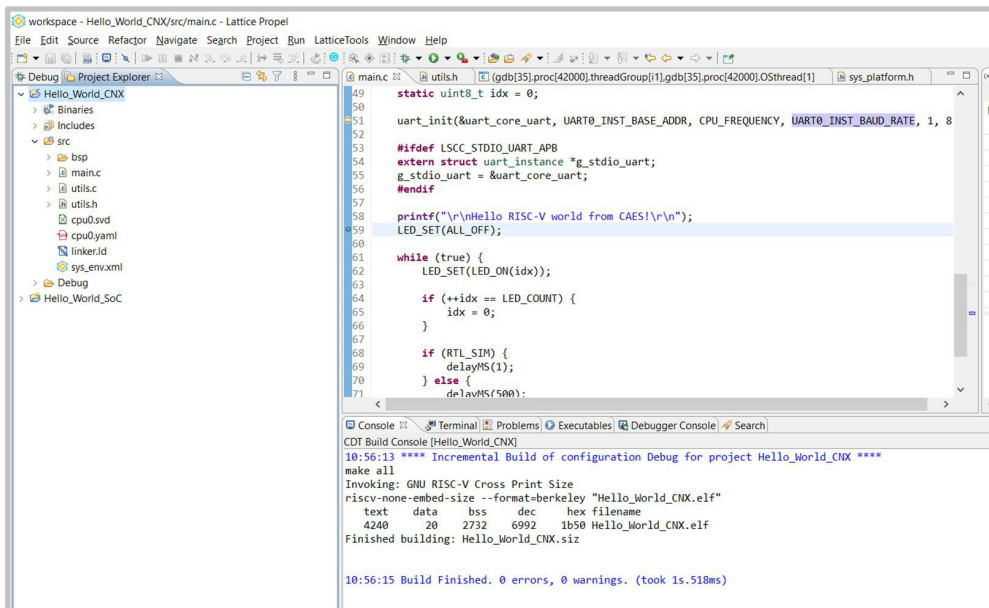 workspace - Hello_World_CNX/src/main.c - Lattice Propel
File Edit Source Refactor Navigate Search Project Run LatticeTools Window Help
Debug Project Explorer
Hello_World_CNX
Binaries
Includes
src
bsp
main.c
utils.c
utils.h
cpu0.svd
cpu0.yaml
linker.ld
sys_env.xml
Debug
Hello_World_SoC
main.c utils.h (gdb[35].proc[42000].threadGroup[i1],gdb[35].proc[42000].OSthread[1] sys_platform.h
49 static uint8_t idx = 0;
50
51 uart_init(&uart_core_uart, UART0_INST_BASE_ADDR, CPU_FREQUENCY, UART0_INST_BAUD_RATE, 1, 8
52
53 #ifdef LSCC_STDIO_UART_APB
54 extern struct uart_instance *g_stdio_uart;
55 g_stdio_uart = &uart_core_uart;
56 #endif
57
58 printf("\r\nHello RISC-V world from CAES!\r\n");
59 LED_SET(ALL_OFF);
60
61 while (true) {
62 LED_SET(LED_ON(idx));
63
64 if (++idx == LED_COUNT) {
65 idx = 0;
66 }
67
68 if (RTL_SIM) {
69 delayMS(1);
70 } else {
71 delayMS(500);
Console Terminal Problems Executables Debugger Console Search
CDT Build Console [Hello_World_CNX]
10:56:13 **** Incremental Build of configuration Debug for project Hello_World_CNX ****
make all
Invoking: GNU RISC-V Cross Print Size
riscv-none-embed-size --format=berkeley "Hello_World_CNX.elf"
text data bss dec hex filename
4240 20 2732 6992 1b50 Hello_World_CNX.elf
Finished building: Hello_World_CNX.siz
10:56:15 Build Finished. 0 errors, 0 warnings. (took 1s.518ms)